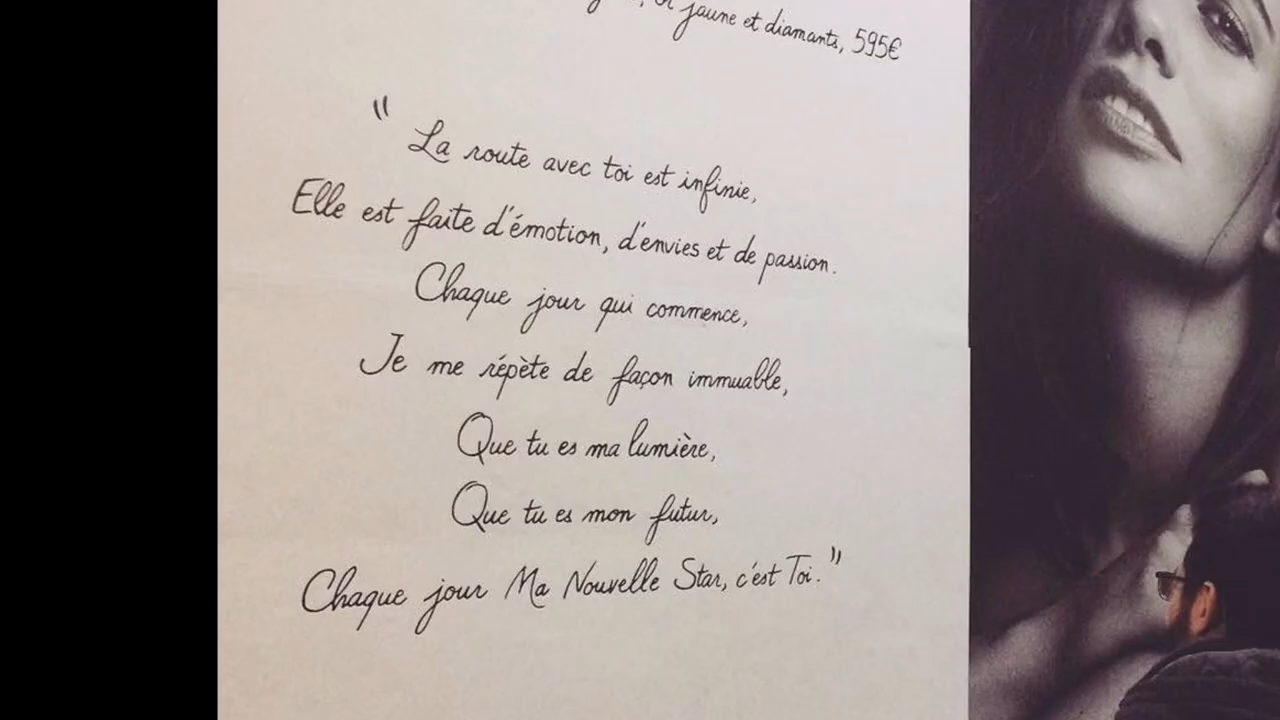 jaune et diamants, 595€
" La route avec toi est infinie,
Elle est faite d'émotion, d'envies et de passion.
Chaque jour qui commence,
Je me répète de façon immuable,
Que tu es ma lumière,
Que tu es mon futur,
Chaque jour Ma Nouvelle Star, c'est Toi."